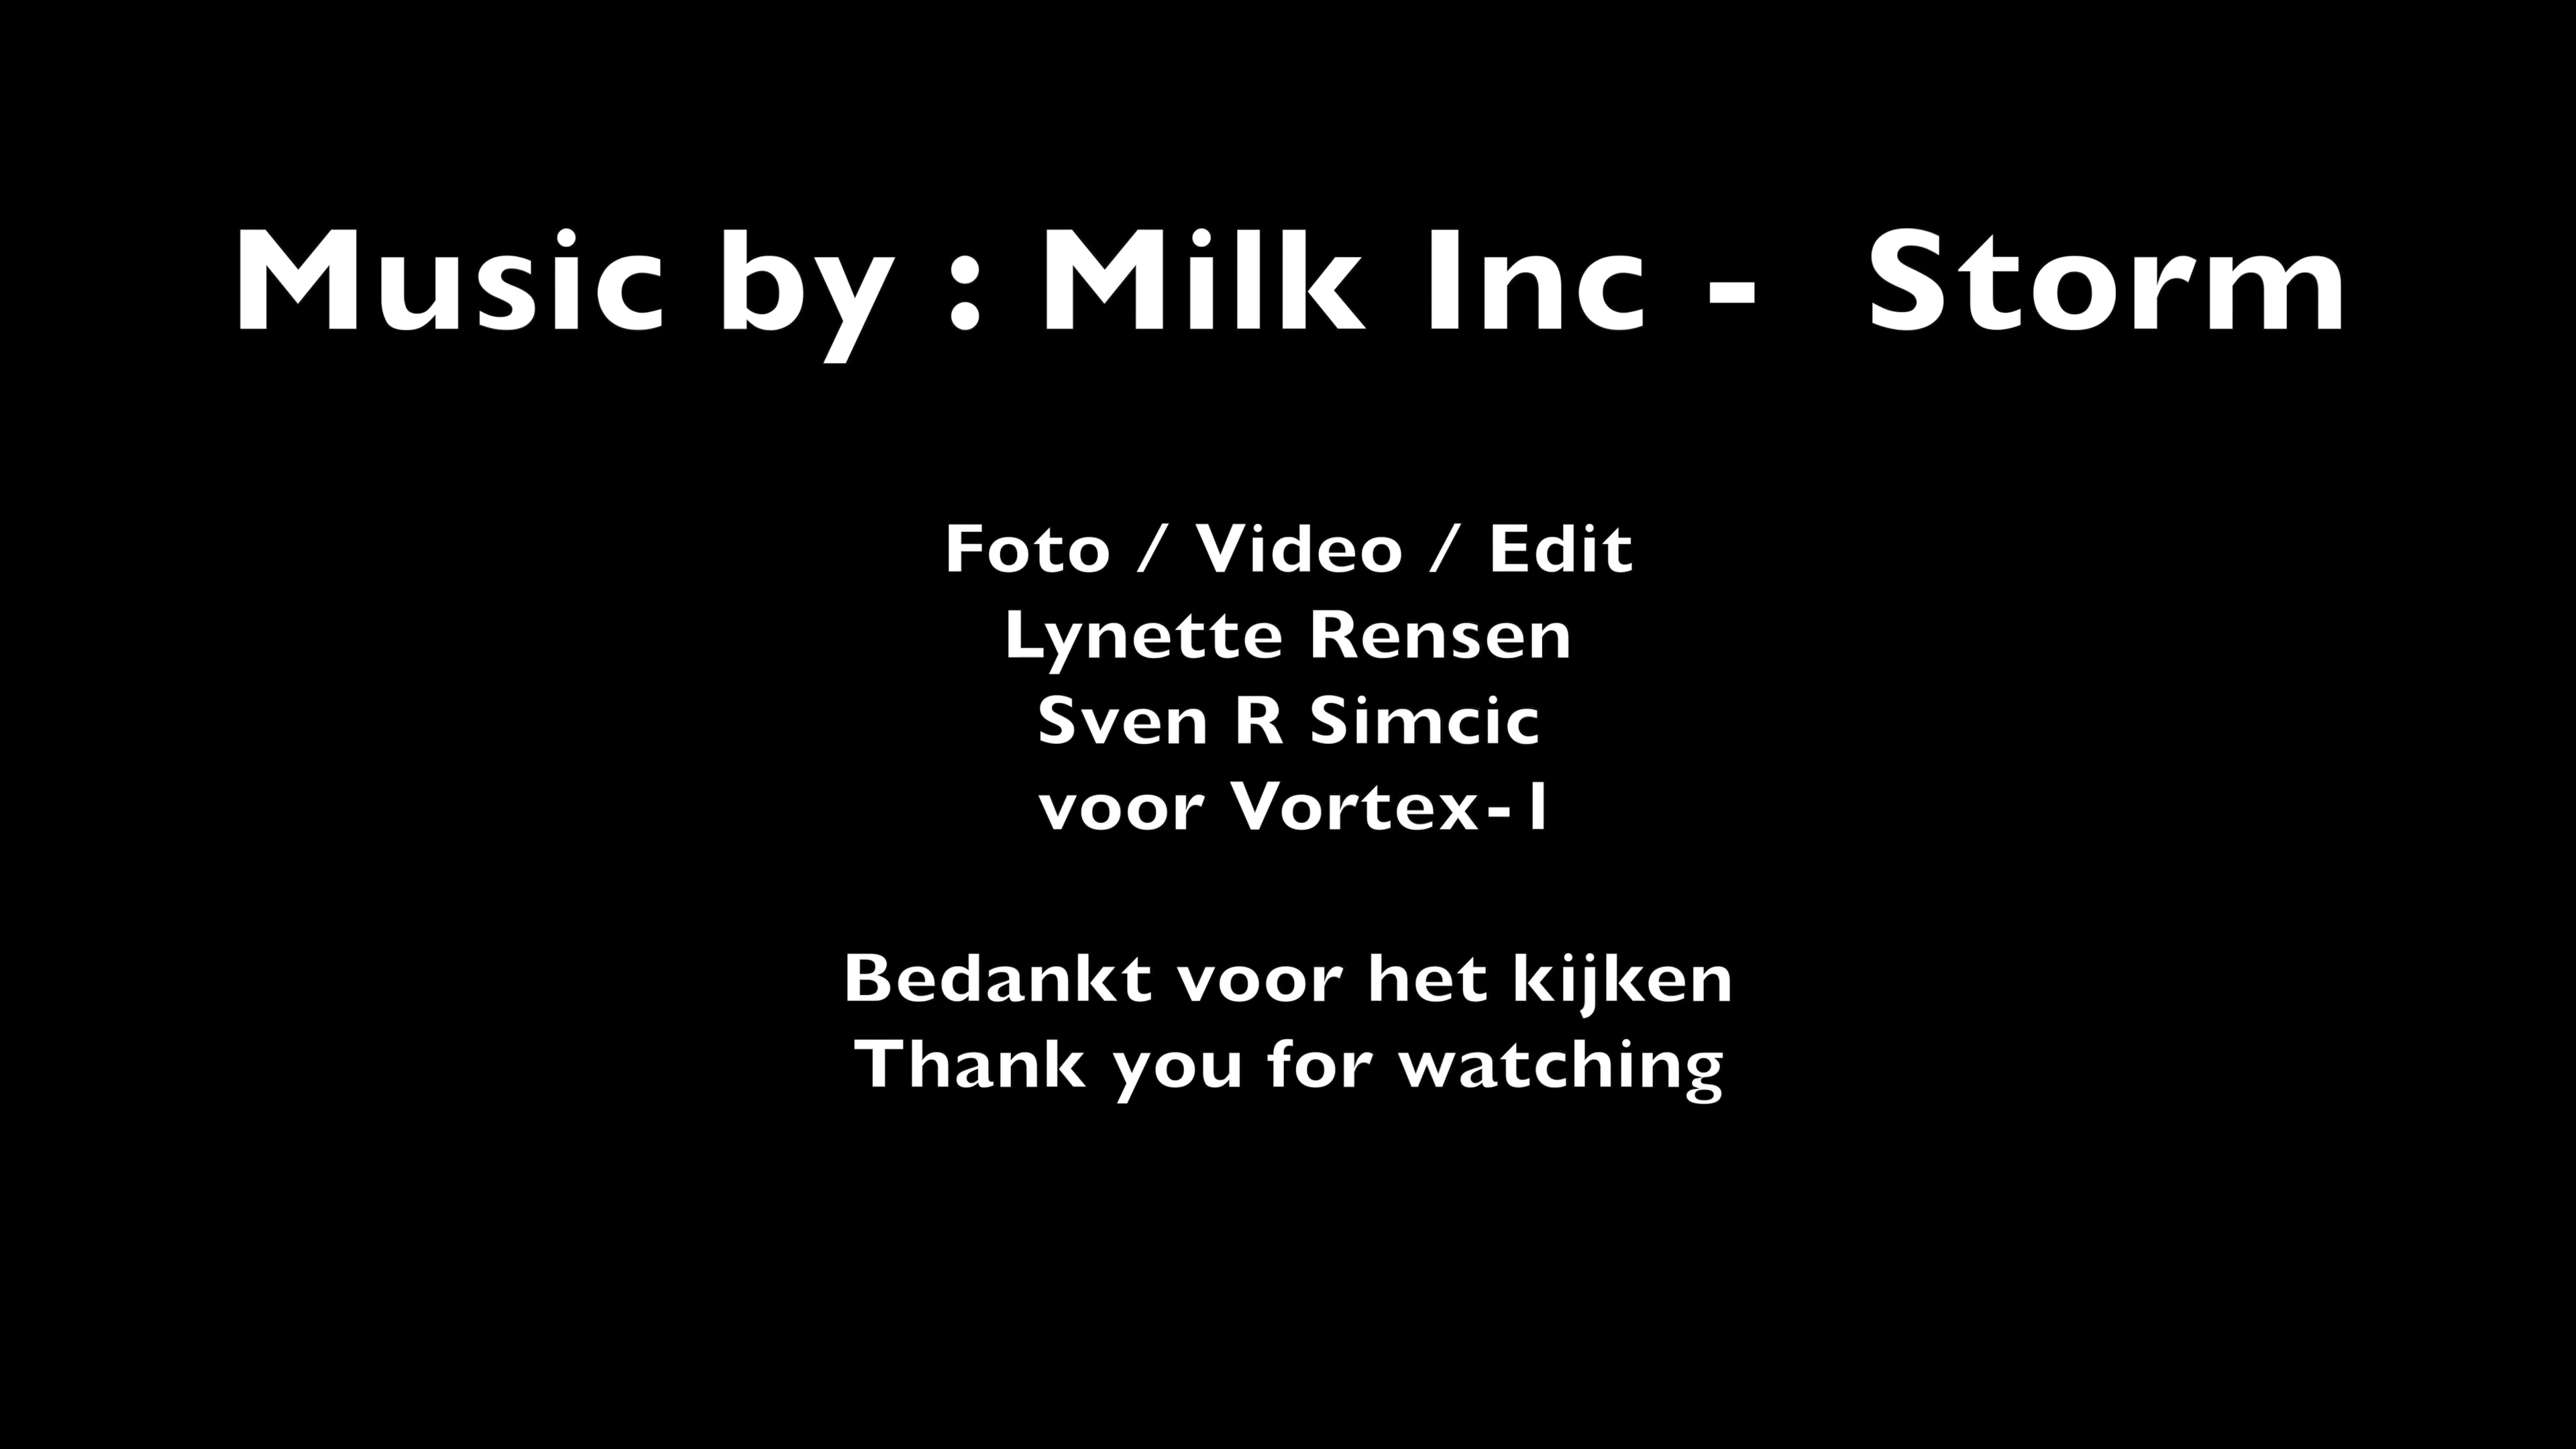 Music by : Milk Inc -  Storm
Foto / Video / Edit
Lynette Rensen
Sven R Simcic
voor Vortex-1
Bedankt voor het kijken
Thank you for watching